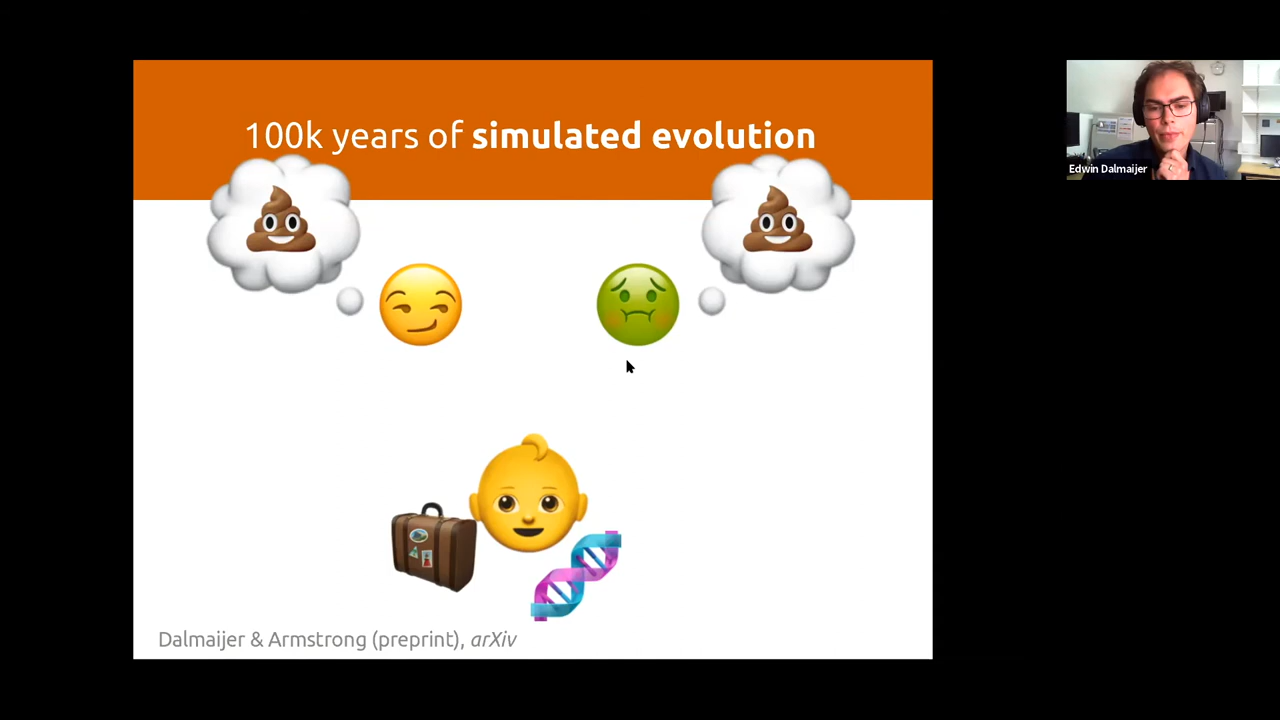 100k years of simulated evolution
Edwin Dalmaijer
Dalmaijer & Armstrong (preprint), arXiv